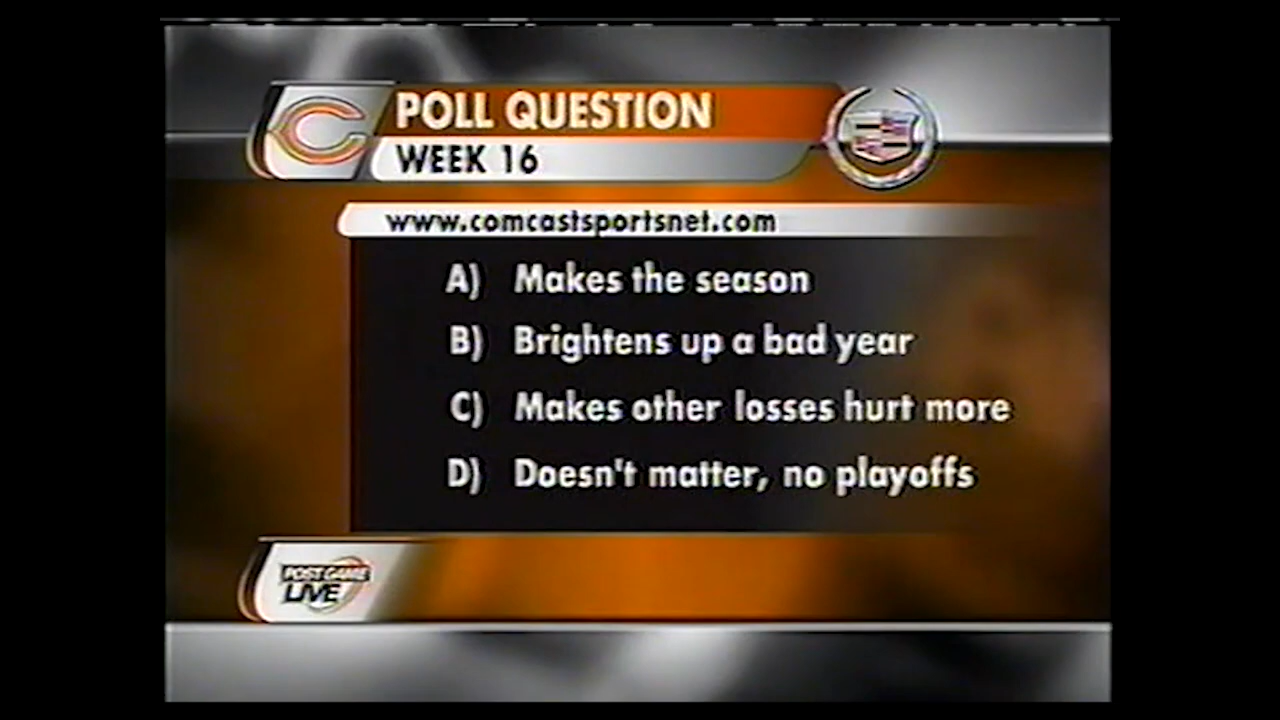 POLL QUESTION
WEEK 16
www.comcastsportsnet.com
A) Makes the season
B) Brightens up a bad year
C) Makes other losses hurt more
D) Doesn't matter, no playoffs
POST GAME
LIVE